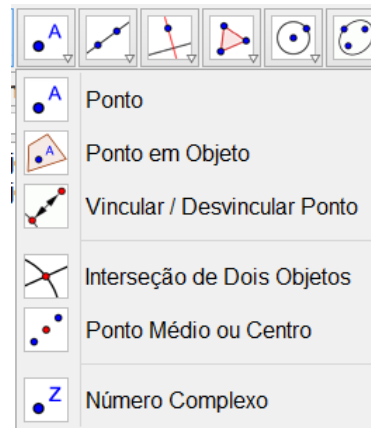 A
A
Ponto
A
Ponto em Objeto
Vincular / Desvincular Ponto
Interseção de Dois Objetos
Ponto Médio ou Centro
Z
Número Complexo